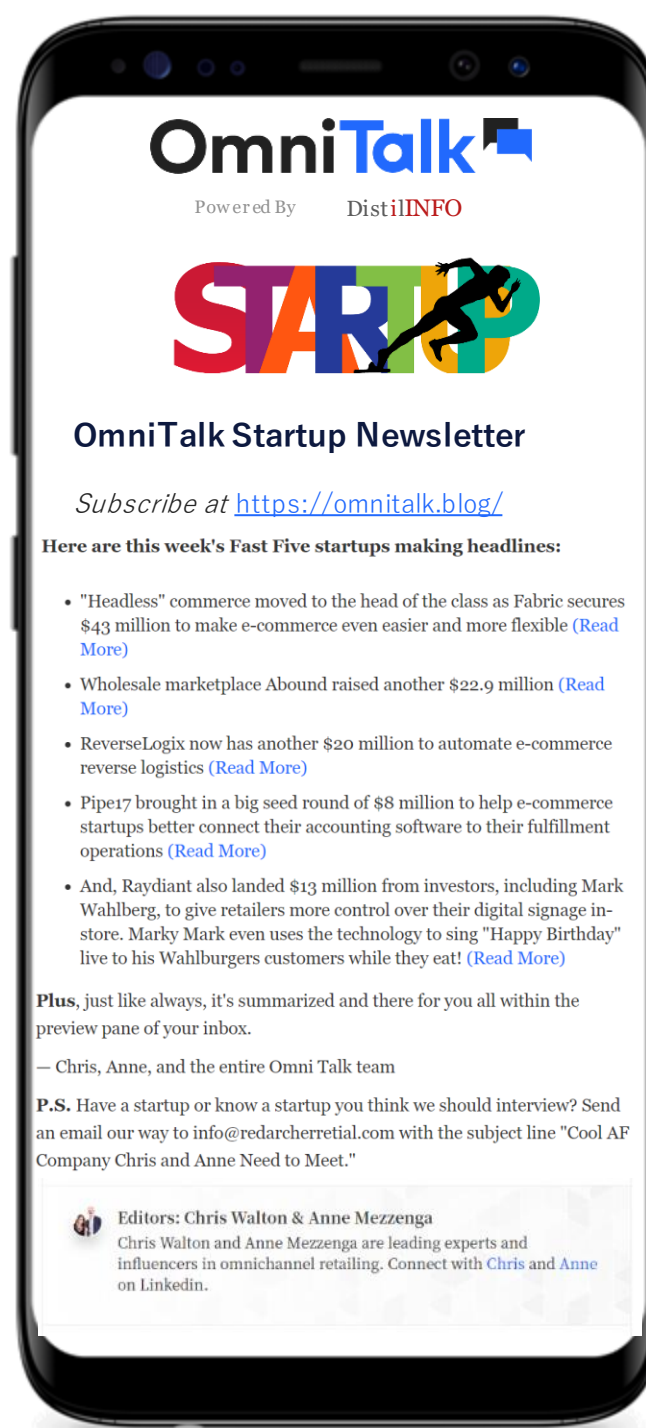 OmniTalk
Powered By DistilINFO
STARTUP
OmniTalk Startup Newsletter
Subscribe at https://omnitalk.blog/
Here are this week's Fast Five startups making headlines:
• "Headless" commerce moved to the head of the class as Fabric secures
$43 million to make e-commerce even easier and more flexible (Read
More)
• Wholesale marketplace Abound raised another $22.9 million (Read
More)
• ReverseLogix now has another $20 million to automate e-commerce
reverse logistics (Read More)
• Pipe17 brought in a big seed round of $8 million to help e-commerce
startups better connect their accounting software to their fulfillment
operations (Read More)
• And, Raydiant also landed $13 million from investors, including Mark
Wahlberg, to give retailers more control over their digital signage in-
store. Marky Mark even uses the technology to sing "Happy Birthday"
live to his Wahlburgers customers while they eat! (Read More)
Plus, just like always, it's summarized and there for you all within the
preview pane of your inbox.
— Chris, Anne, and the entire Omni Talk team
P.S. Have a startup or know a startup you think we should interview? Send
an email our way to info@redarcherretial.com with the subject line "Cool AF
Company Chris and Anne Need to Meet."
Editors: Chris Walton & Anne Mezzenga
Chris Walton and Anne Mezzenga are leading experts and
influencers in omnichannel retailing. Connect with Chris and Anne
on Linkedin.